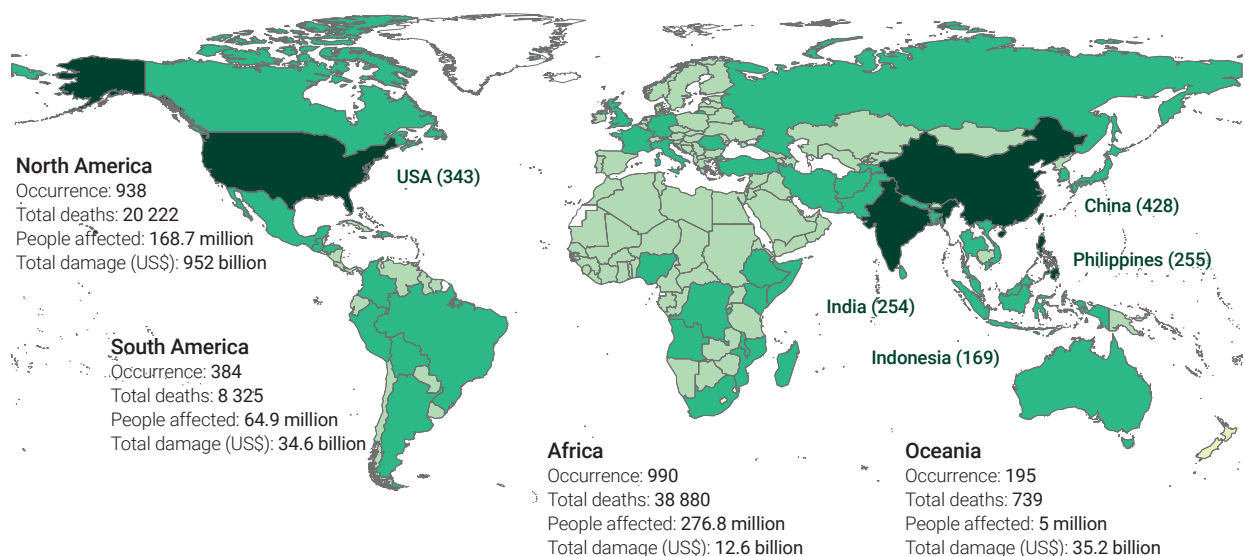 North America
Occurrence: 938
Total deaths: 20 222
People affected: 168.7 million
Total damage (US$): 952 billion
USA (343)
China (428)
Philippines (255)
India (254)
Indonesia (169)
South America
Occurrence: 384
Total deaths: 8 325
People affected: 64.9 million
Total damage (US$): 34.6 billion
Africa
Occurrence: 990
Total deaths: 38 880
People affected: 276.8 million
Total damage (US$): 12.6 billion
Oceania
Occurrence: 195
Total deaths: 739
People affected: 5 million
Total damage (US$): 35.2 billion